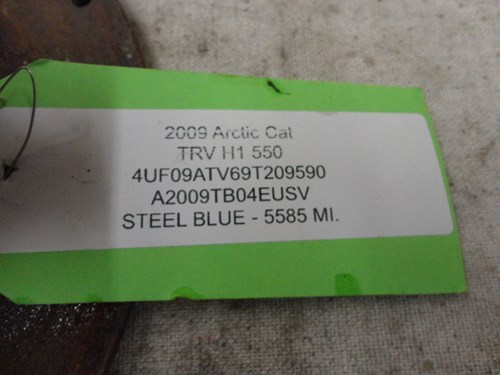 2009 Arctic Cat
TRV H1 550
4UF09ATV69T209590
A2009TB04EUSV
STEEL BLUE - 5585 MI.